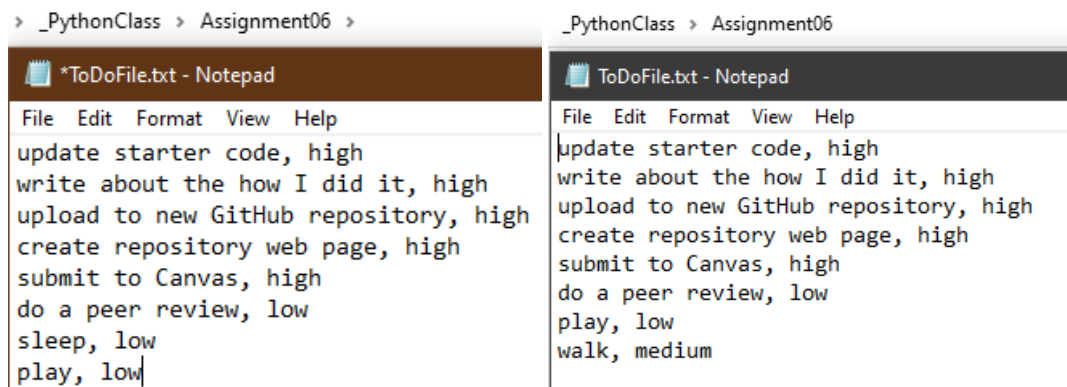 > _PythonClass > Assignment06 >
*ToDoFile.txt - Notepad
File Edit Format View Help
update starter code, high
write about the how I did it, high
upload to new GitHub repository, high
create repository web page, high
submit to Canvas, high
do a peer review, low
sleep, low
play, low
_PythonClass > Assignment06
ToDoFile.txt - Notepad
File Edit Format View Help
update starter code, high
write about the how I did it, high
upload to new GitHub repository, high
create repository web page, high
submit to Canvas, high
do a peer review, low
play, low
walk, medium